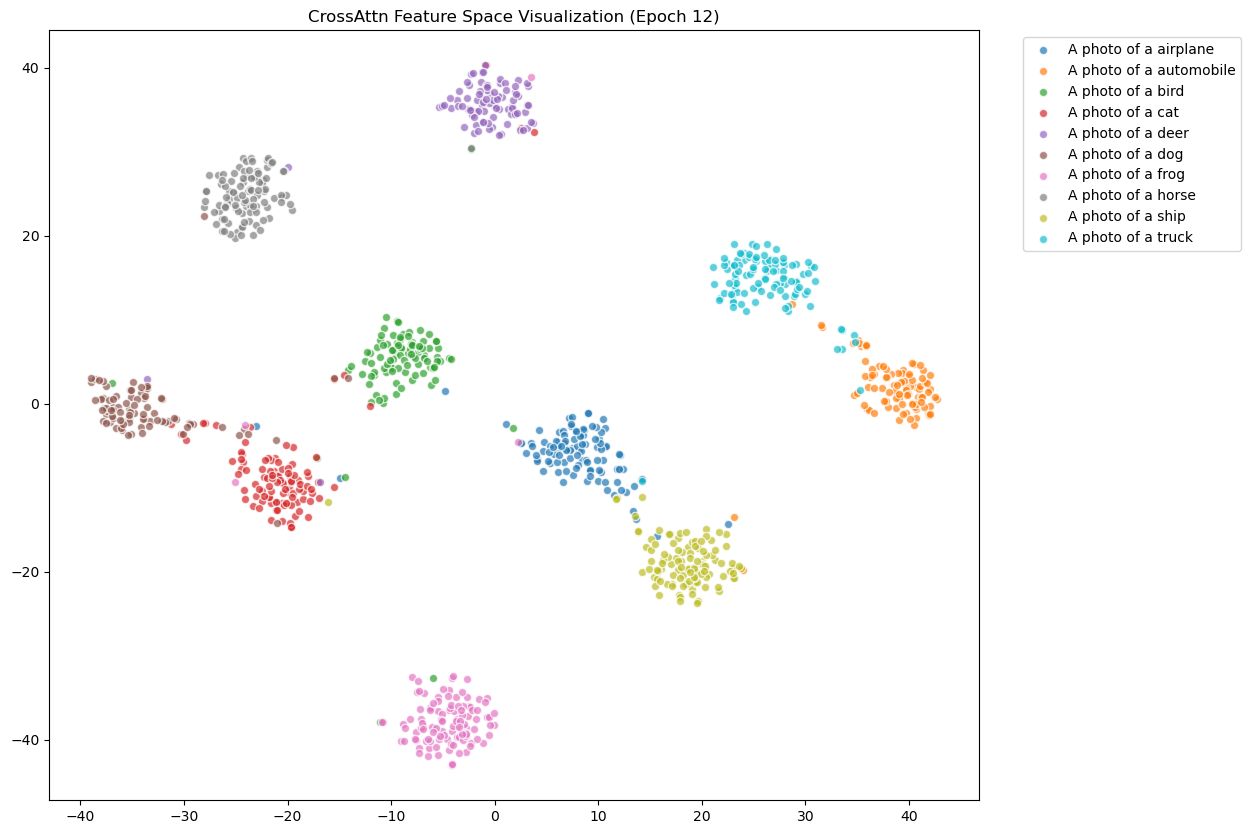 CrossAttn Feature Space Visualization (Epoch 12)
A photo of a airplane
A photo of a automobile
A photo of a bird
A photo of a cat
A photo of a deer
A photo of a dog
A photo of a frog
A photo of a horse
A photo of a ship
A photo of a truck
40
20
0
−20
−40
−40 −30 −20 −10 0 10 20 30 40